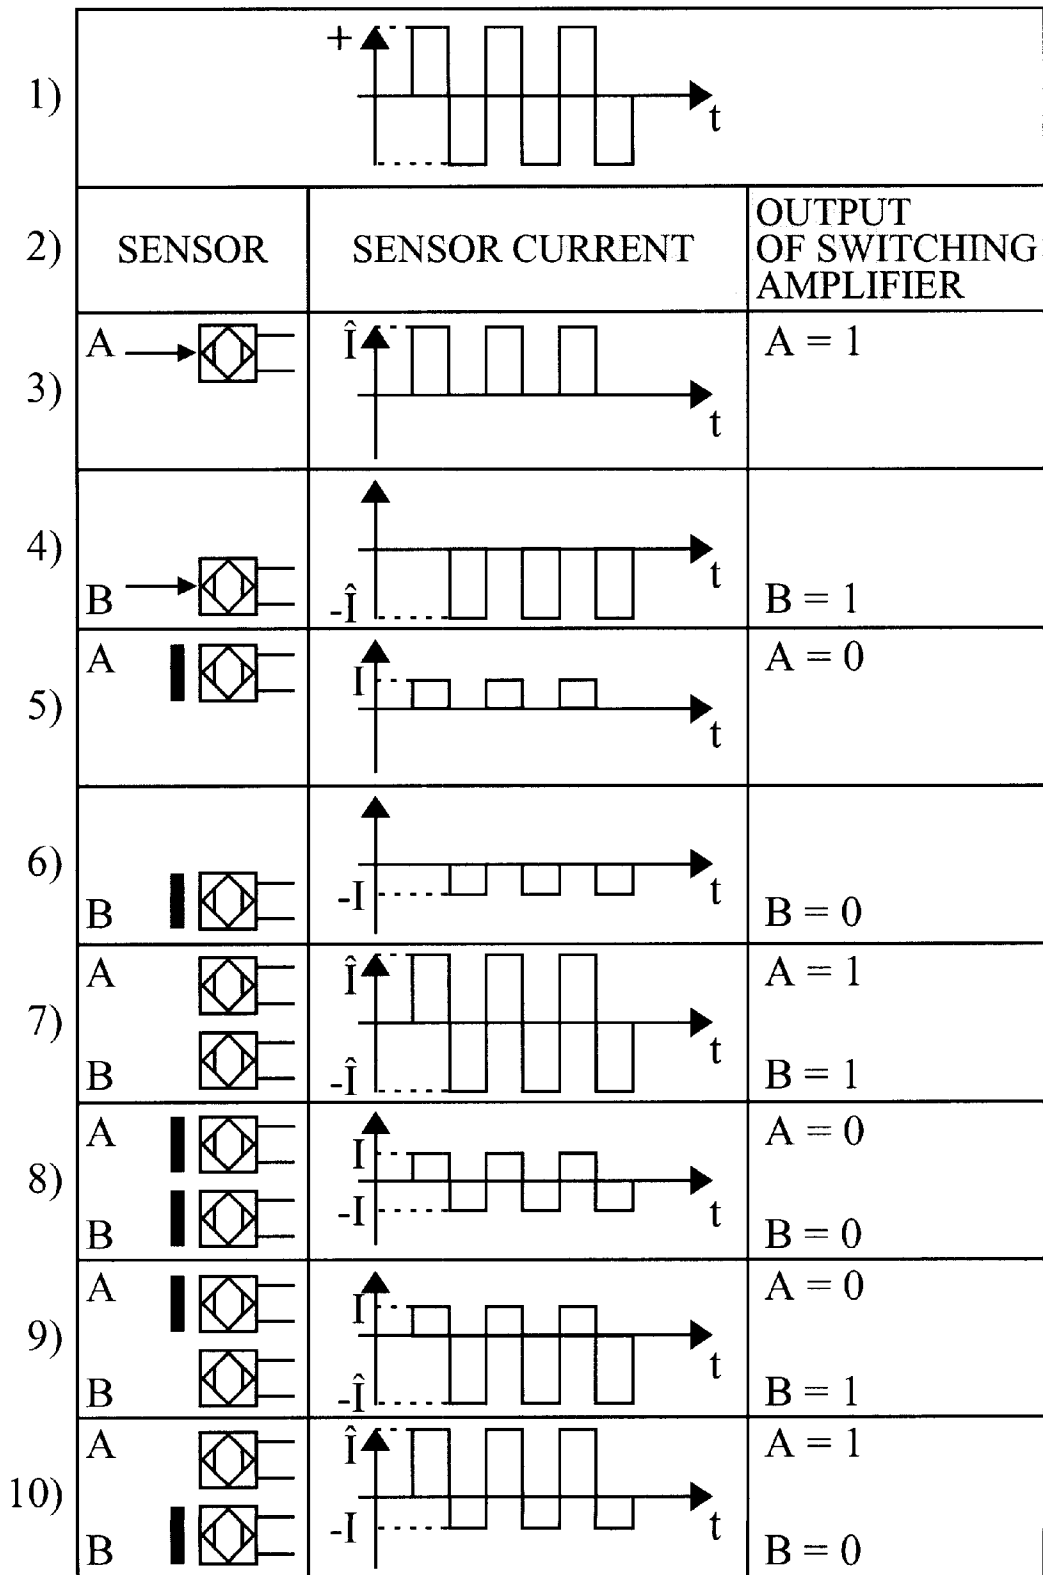 1)
+
t
2)
SENSOR
SENSOR CURRENT
OUTPUT
OF SWITCHING
AMPLIFIER
3)
A
Î
t
A = 1
4)
B
-Î
t
B = 1
5)
A
I
t
A = 0
6)
B
-I
t
B = 0
7)
A
B
Î
-Î
t
A = 1
B = 1
8)
A
B
I
-I
t
A = 0
B = 0
9)
A
B
I
-Î
t
A = 0
B = 1
10)
A
B
Î
-I
t
A = 1
B = 0